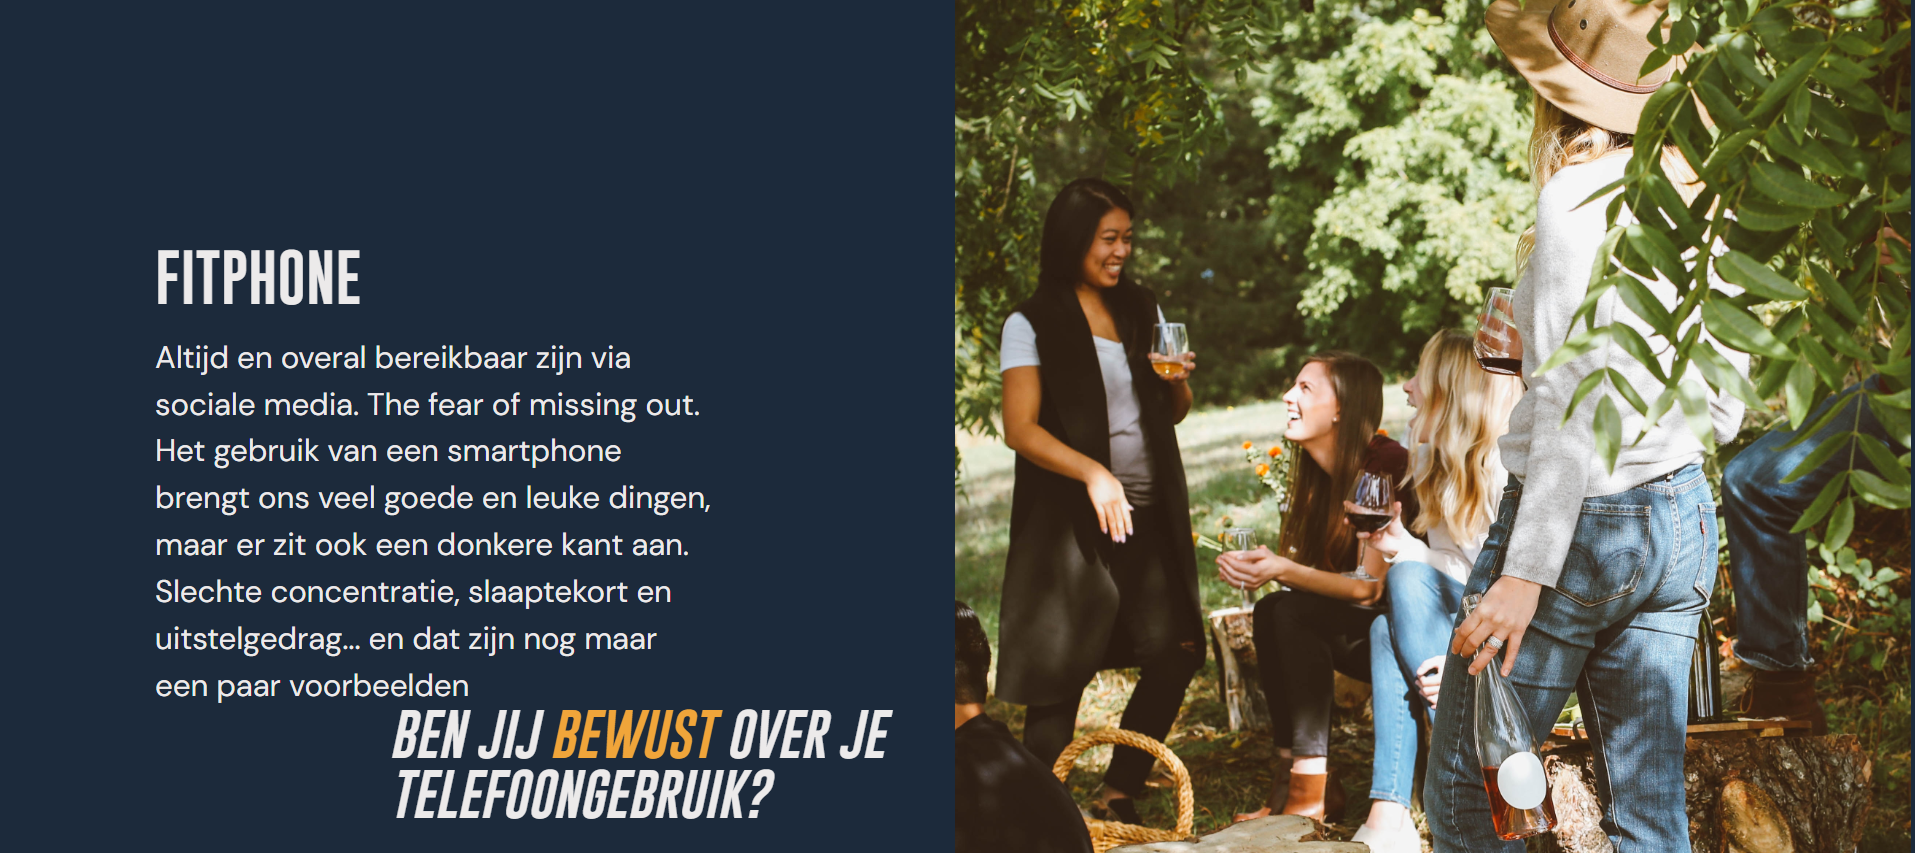 FITPHONE
Altijd en overal bereikbaar zijn via
sociale media. The fear of missing out.
Het gebruik van een smartphone
brengt ons veel goede en leuke dingen,
maar er zit ook een donkere kant aan.
Slechte concentratie, slaaptekort en
uitstelgedrag... en dat zijn nog maar
een paar voorbeelden
BEN JIJ BEWUST OVER JE
TELEFOONGEBRUIK?